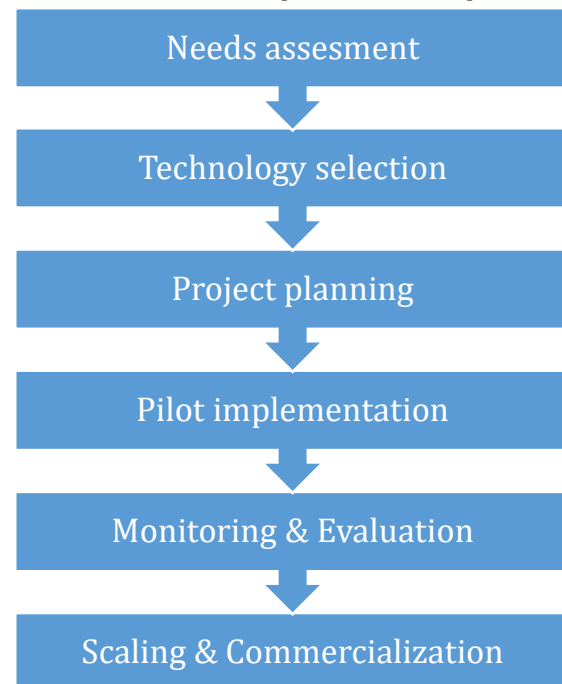 Needs assesment
Technology selection
Project planning
Pilot implementation
Monitoring & Evaluation
Scaling & Commercialization